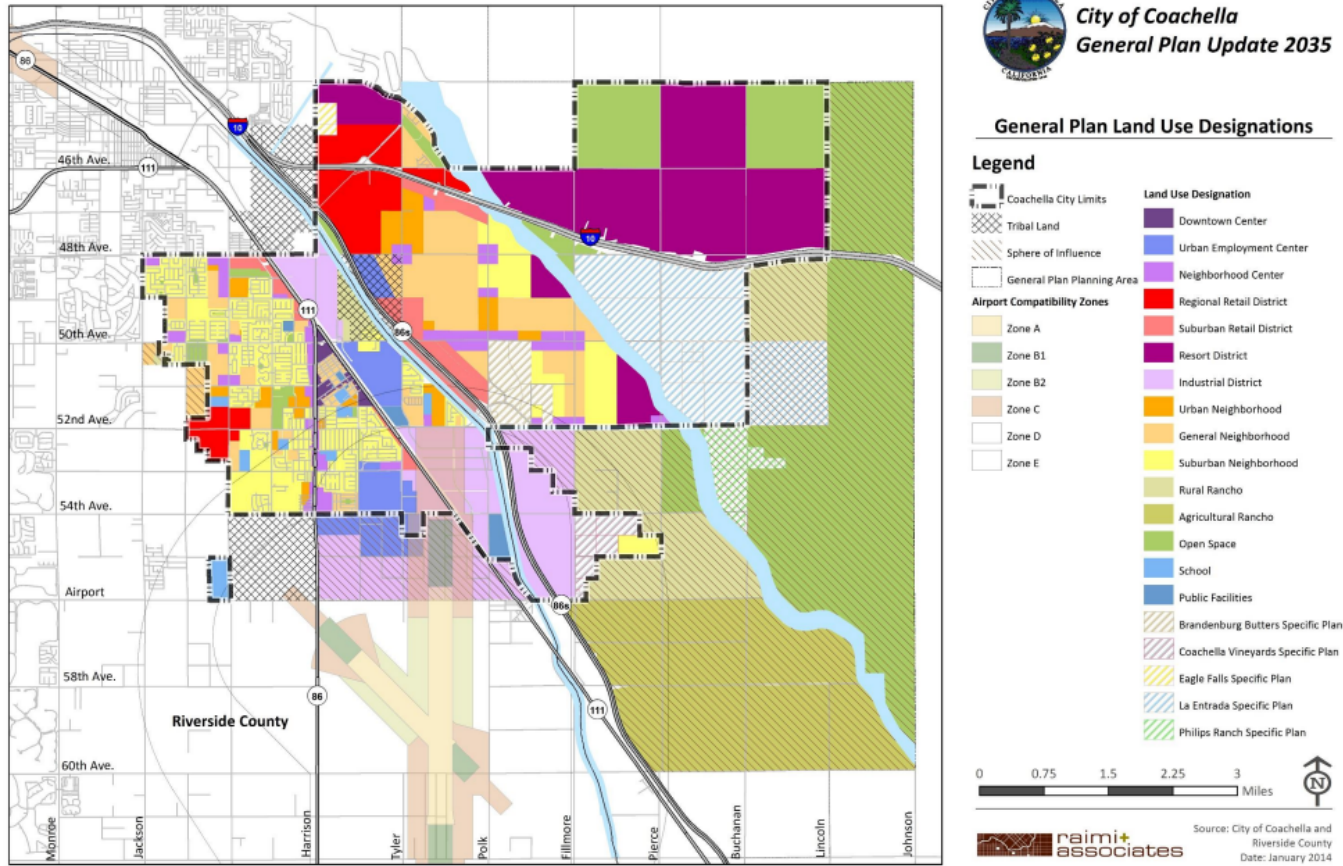 City of Coachella
General Plan Update 2035
CALIFORNIA
General Plan Land Use Designations
Legend
Coachella City Limits
Tribal Land
Sphere of Influence
General Plan Planning Area
Airport Compatibility Zones
Zone A
Zone B1
Zone B2
Zone C
Zone D
Zone E
Land Use Designation
Downtown Center
Urban Employment Center
Neighborhood Center
Regional Retail District
Suburban Retail District
Resort District
Industrial District
Urban Neighborhood
General Neighborhood
Suburban Neighborhood
Rural Rancho
Agricultural Rancho
Open Space
School
Public Facilities
Brandenburg Butters Specific Plan
Coachella Vineyards Specific Plan
Eagle Falls Specific Plan
La Entrada Specific Plan
Philips Ranch Specific Plan
0 0.75 1.5 2.25 3
Miles
N
raimi+
associates
Source: City of Coachella and
Riverside County
Date: January 2014
86
10
46th Ave.
111
10
48th Ave.
111
50th Ave.
86s
52nd Ave.
54th Ave.
Airport
86s
58th Ave.
86
111
Riverside County
60th Ave.
Monroe
Jackson
Harrison
Tyler
Polk
Fillmore
Pierce
Buchanan
Lincoln
Johnson